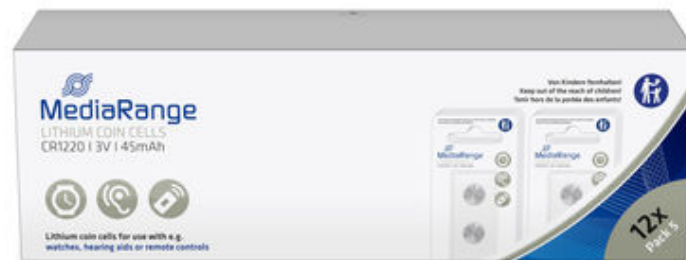 MediaRange
LITHIUM COIN CELLS
CR1220 | 3V | 45mAh
Lithium coin cells for use with e.g.
watches, hearing aids or remote controls
Von Kindern fernhalten!
Keep out of the reach of children!
Tenir hors de la portée des enfants!
MediaRange
MediaRange
12x
Pack 5